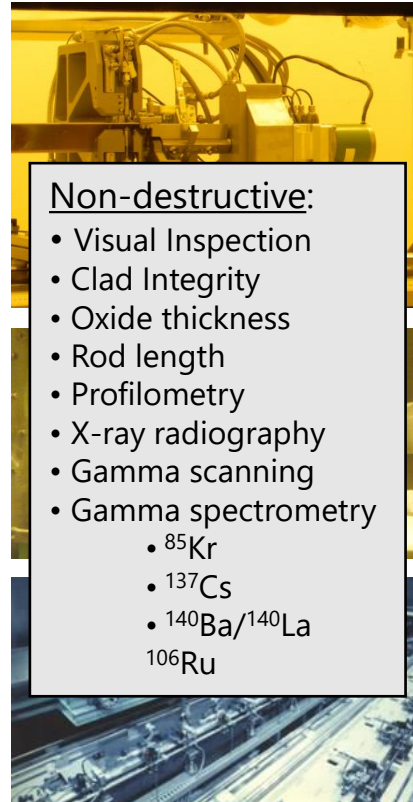 Non-destructive:
• Visual Inspection
• Clad Integrity
• Oxide thickness
• Rod length
• Profilometry
• X-ray radiography
• Gamma scanning
• Gamma spectrometry
• ⁸⁵Kr
• ¹³⁷Cs
• ¹⁴⁰Ba/¹⁴⁰La
¹⁰⁶Ru